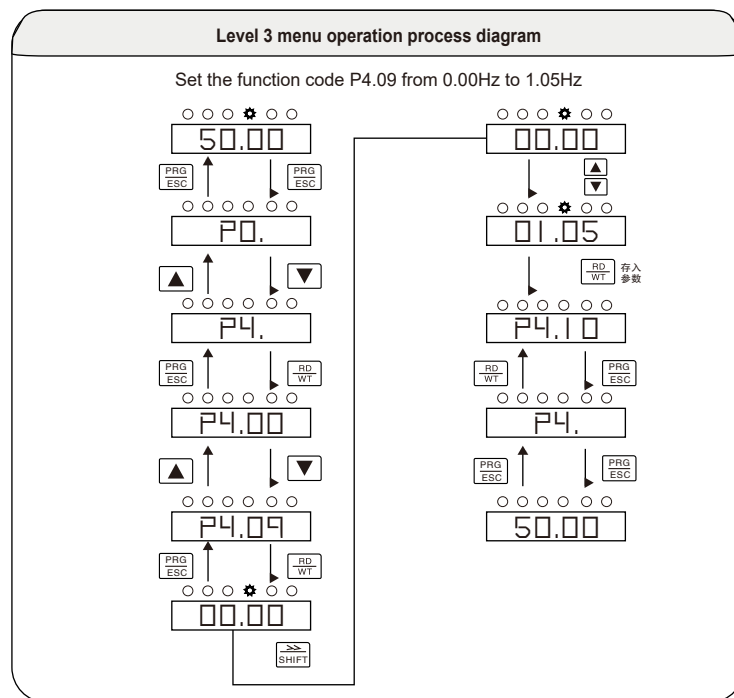 Level 3 menu operation process diagram
Set the function code P4.09 from 0.00Hz to 1.05Hz
50.00
PRG
ESC
PRG
ESC
P0.
P4.
PRG
ESC
RD
WT
P4.00
P4.09
PRG
ESC
RD
WT
00.00
>>
SHIFT
00.00
01.05
RD
WT
存入
参数
P4.10
RD
WT
PRG
ESC
P4.
PRG
ESC
PRG
ESC
50.00